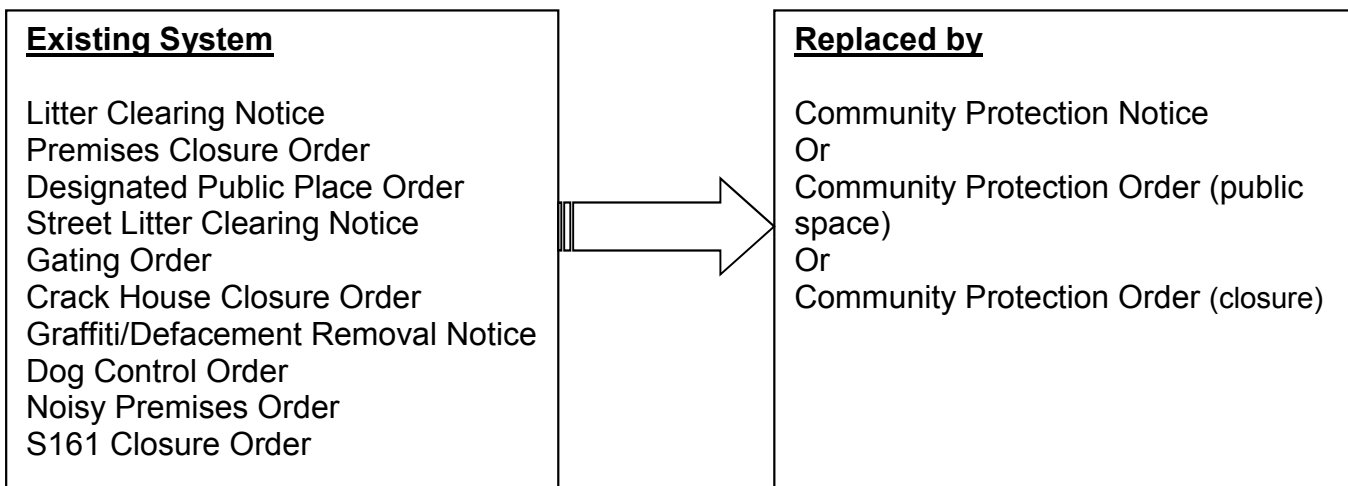 Existing System
Litter Clearing Notice
Premises Closure Order
Designated Public Place Order
Street Litter Clearing Notice
Gating Order
Crack House Closure Order
Graffiti/Defacement Removal Notice
Dog Control Order
Noisy Premises Order
S161 Closure Order
Replaced by
Community Protection Notice
Or
Community Protection Order (public
space)
Or
Community Protection Order (closure)